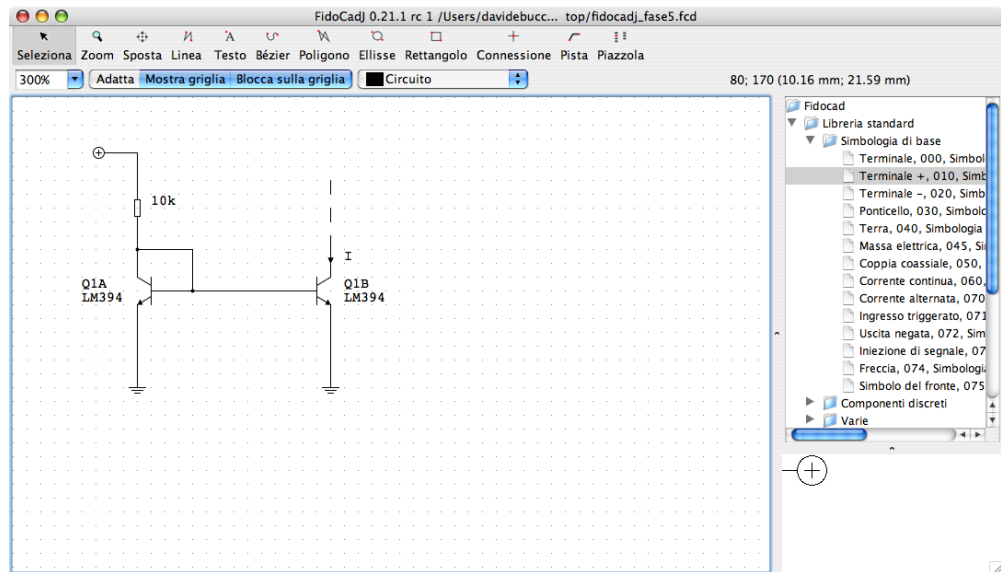 FidoCadJ 0.21.1 rc 1 /Users/davidebucc... top/fidocadj_fase5.fcd
Seleziona Zoom Sposta Linea Testo Bézier Poligono Ellisse Rettangolo Connessione Pista Piazzola
300% Adatta Mostra griglia Blocca sulla griglia Circuito 80; 170 (10.16 mm; 21.59 mm)
Fidocad
Libreria standard
Simbologia di base
Terminale, 000, Simbol
Terminale +, 010, Simb
Terminale -, 020, Simb
Ponticello, 030, Simbolo
Terra, 040, Simbologia
Massa elettrica, 045, Si
Coppia coassiale, 050,
Corrente continua, 060,
Corrente alternata, 070
Ingresso triggerato, 071
Uscita negata, 072, Sim
Iniezione di segnale, 07
Freccia, 074, Simbologi
Simbolo del fronte, 075
Componenti discreti
Varie
10k
I
Q1A
LM394
Q1B
LM394